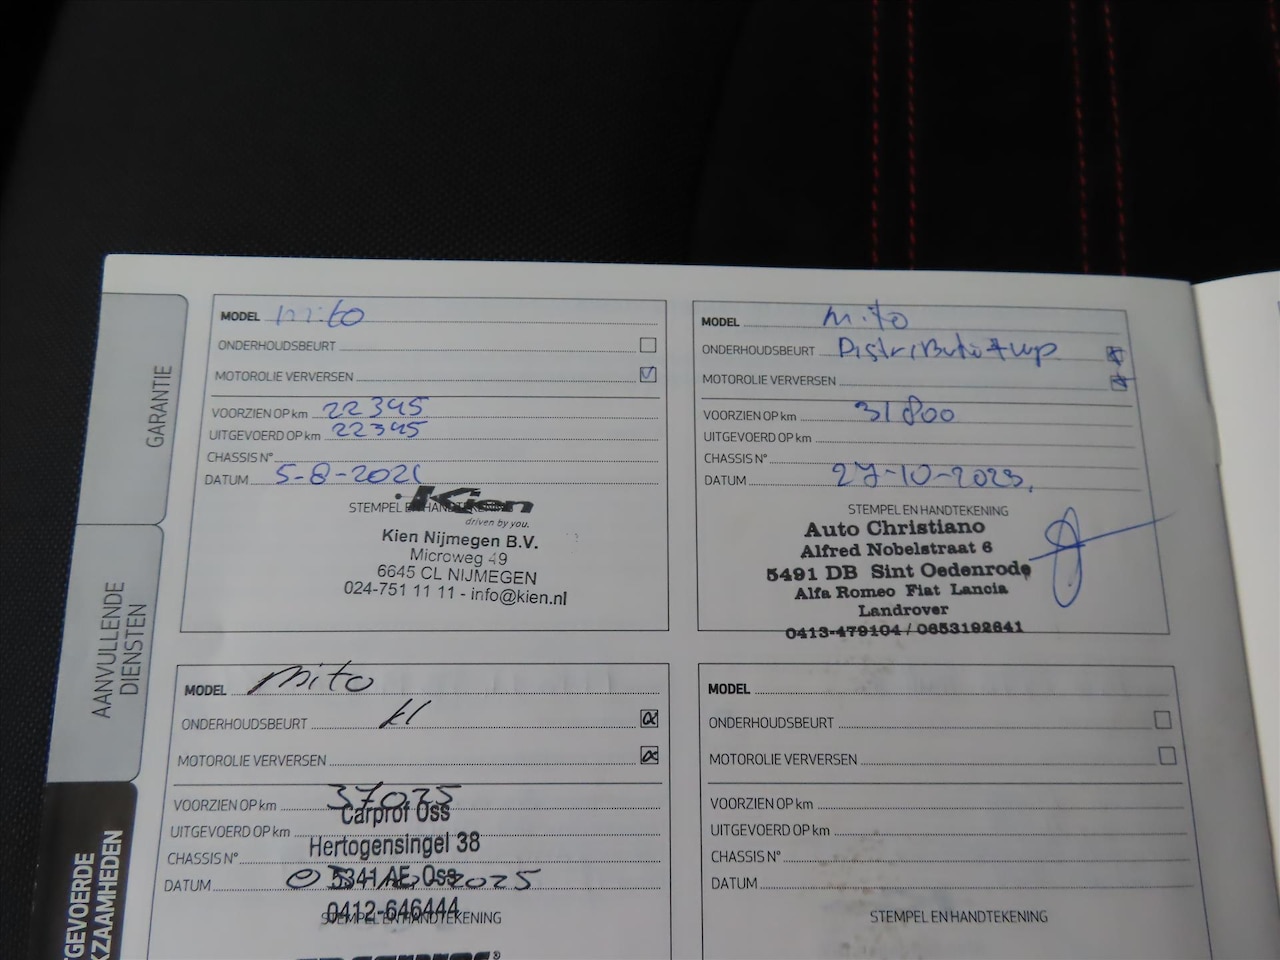 GARANTIE
AANVULLENDE
DIENSTEN
MODEL mito
ONDERHOUDSBEURT
MOTOROLIE VERVERSEN
VOORZIEN OP km 22345
UITGEVOERD OP km 22345
CHASSIS N°
DATUM 5-8-2021
STEMPEL EN HANDTEKENING
Kien
driven by you.
Kien Nijmegen B.V.
Microweg 49
6645 CL NIJMEGEN
024-751 11 11 - info@kien.nl
MODEL mito
ONDERHOUDSBEURT Distributie + wp
MOTOROLIE VERVERSEN
VOORZIEN OP km 31800
UITGEVOERD OP km
CHASSIS N°
DATUM 27-10-2023,
STEMPEL EN HANDTEKENING
Auto Christiano
Alfred Nobelstraat 6
5491 DB Sint Oedenrode
Alfa Romeo Fiat Lancia
Landrover
0413-479104 / 0653192641
MODEL mito
ONDERHOUDSBEURT kl
MOTOROLIE VERVERSEN
VOORZIEN OP km 37025
Carprof Oss
UITGEVOERD OP km
Hertogensingel 38
CHASSIS N°
5341 AE Oss
DATUM 2025
0412-646444
STEMPEL EN HANDTEKENING
MODEL
ONDERHOUDSBEURT
MOTOROLIE VERVERSEN
VOORZIEN OP km
UITGEVOERD OP km
CHASSIS N°
DATUM
STEMPEL EN HANDTEKENING